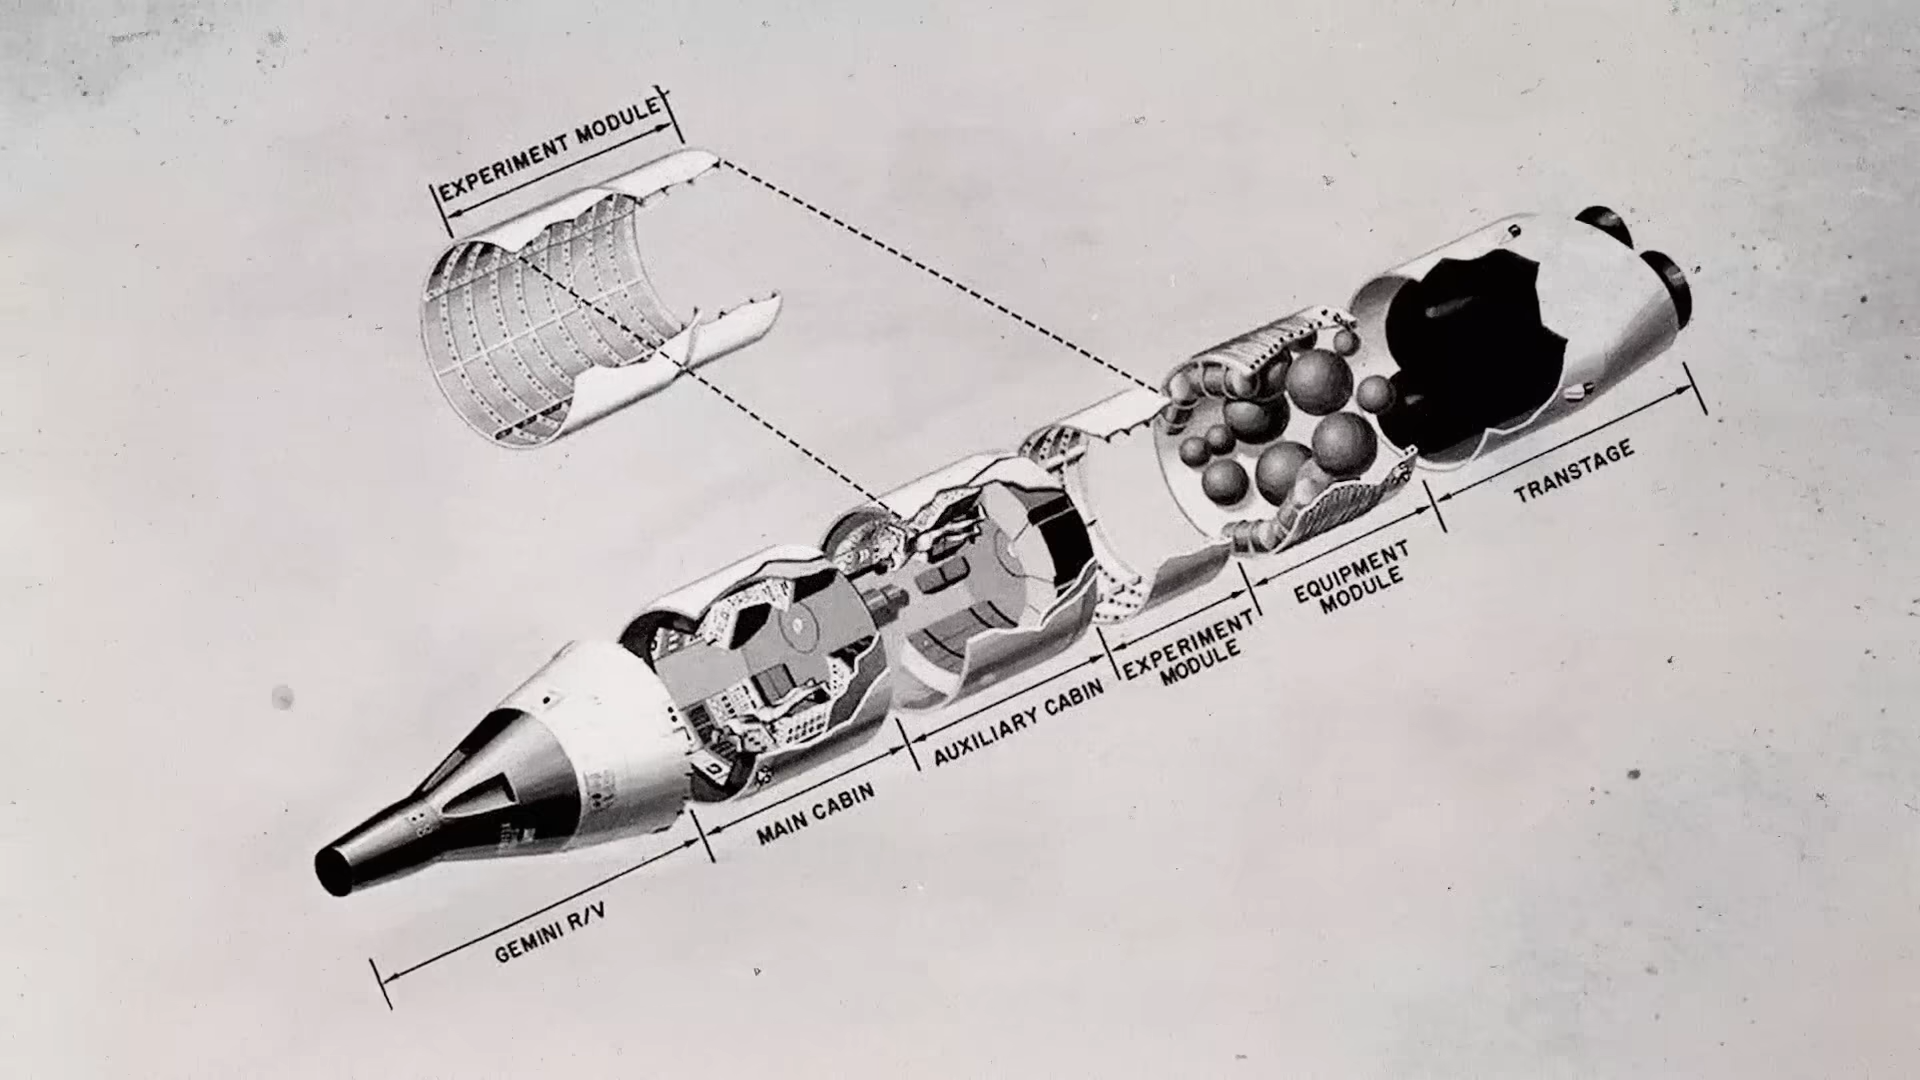 EXPERIMENT MODULE
TRANSTAGE
EQUIPMENT
MODULE
EXPERIMENT
MODULE
AUXILIARY CABIN
MAIN CABIN
GEMINI R/V